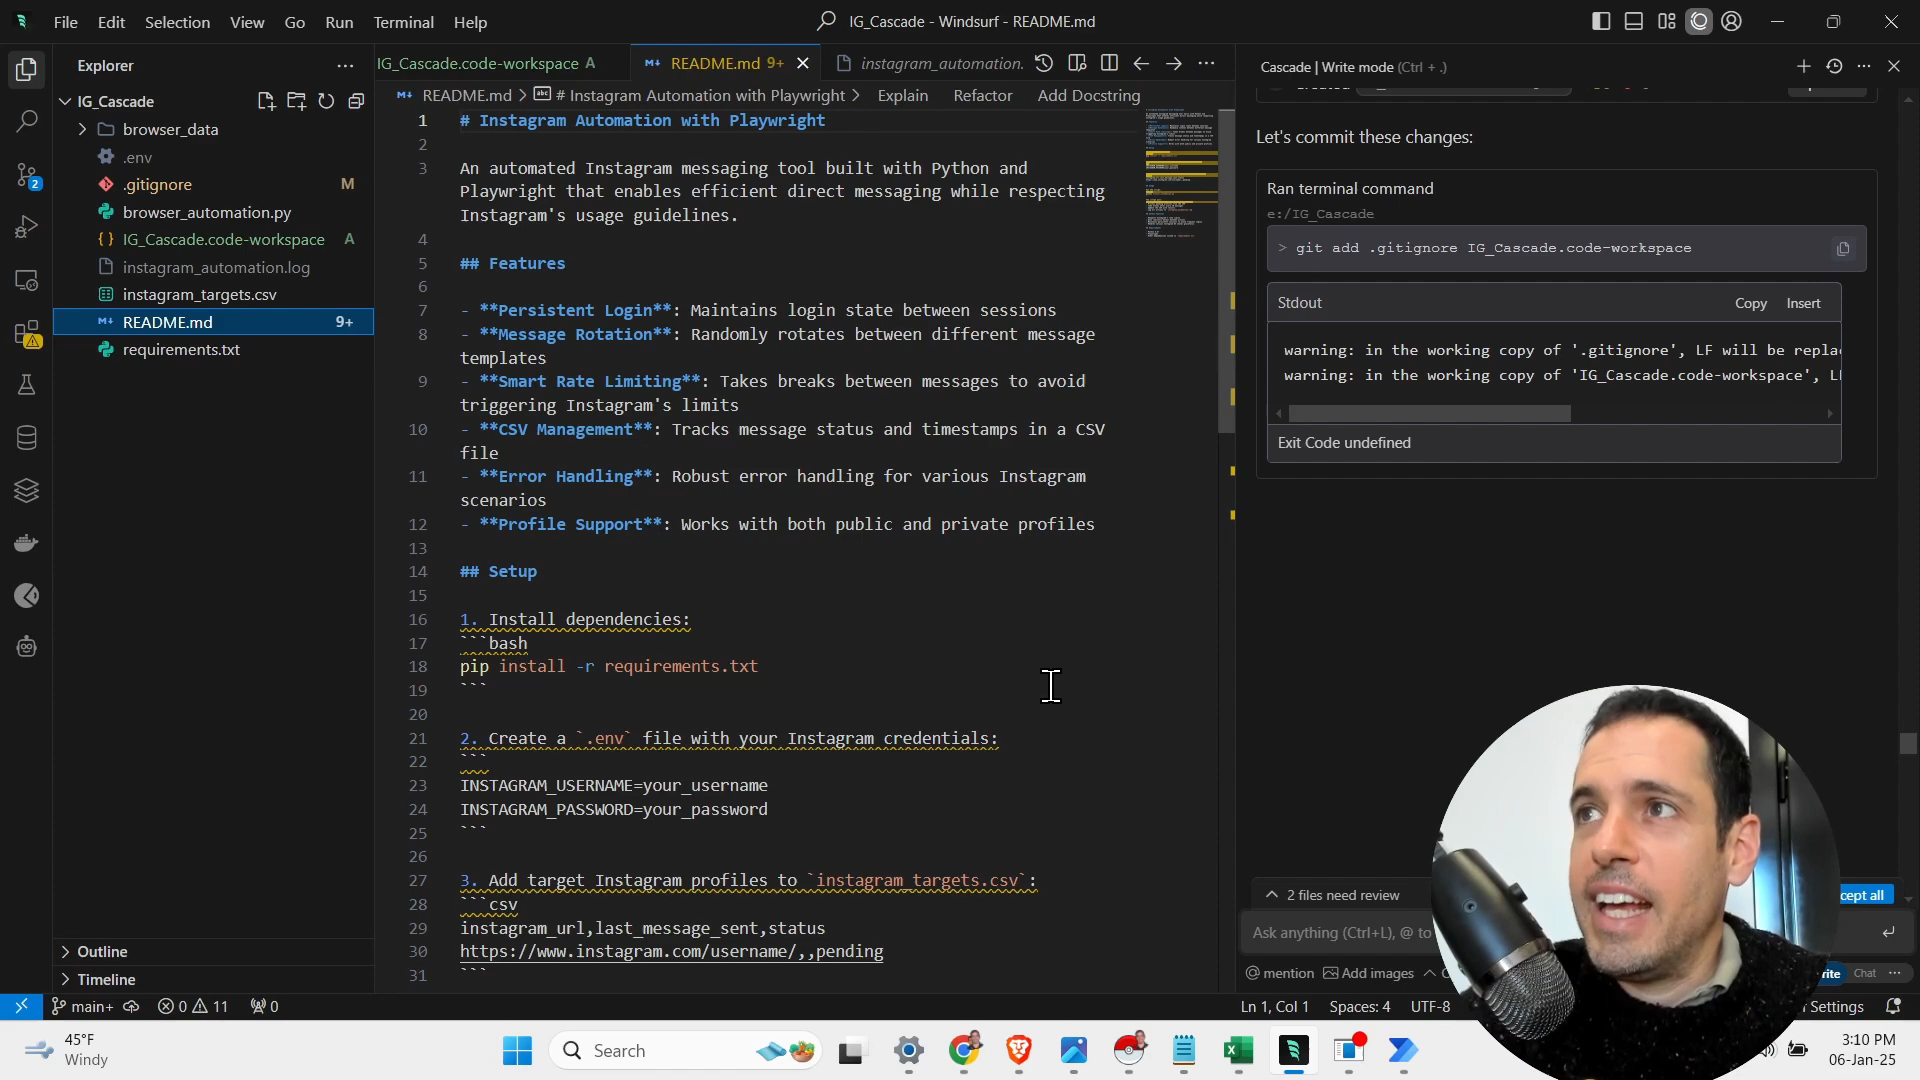 File Edit Selection View Go Run Terminal Help
IG_Cascade - Windsurf - README.md
Explorer
IG_Cascade
browser_data
.env
.gitignore M
browser_automation.py
IG_Cascade.code-workspace A
instagram_automation.log
instagram_targets.csv
README.md 9+
requirements.txt
Outline
Timeline
2
IG_Cascade.code-workspace A
README.md 9+
instagram_automation.
README.md > # Instagram Automation with Playwright > Explain Refactor Add Docstring
1 # Instagram Automation with Playwright
2
3 An automated Instagram messaging tool built with Python and
Playwright that enables efficient direct messaging while respecting
Instagram's usage guidelines.
4
5 ## Features
6
7 - **Persistent Login**: Maintains login state between sessions
8 - **Message Rotation**: Randomly rotates between different message
templates
9 - **Smart Rate Limiting**: Takes breaks between messages to avoid
triggering Instagram's limits
10 - **CSV Management**: Tracks message status and timestamps in a CSV
file
11 - **Error Handling**: Robust error handling for various Instagram
scenarios
12 - **Profile Support**: Works with both public and private profiles
13
14 ## Setup
15
16 1. Install dependencies:
17 ```bash
18 pip install -r requirements.txt
19 ```
20
21 2. Create a `.env` file with your Instagram credentials:
22 ```
23 INSTAGRAM_USERNAME=your_username
24 INSTAGRAM_PASSWORD=your_password
25 ```
26
27 3. Add target Instagram profiles to `instagram_targets.csv`:
28 ```csv
29 instagram_url,last_message_sent,status
30 https://www.instagram.com/username/,,pending
31 ```
Cascade | Write mode (Ctrl + .)
Let's commit these changes:
Ran terminal command
e:/IG_Cascade
> git add .gitignore IG_Cascade.code-workspace
Stdout Copy Insert
warning: in the working copy of '.gitignore', LF will be repla
warning: in the working copy of 'IG_Cascade.code-workspace', L
Exit Code undefined
2 files need review
cept all
Ask anything (Ctrl+L), @ to
@ mention Add images
rite Chat
main+ 0 11 0
Ln 1, Col 1 Spaces: 4 UTF-8
Settings
45°F
Windy
Search
3:10 PM
06-Jan-25